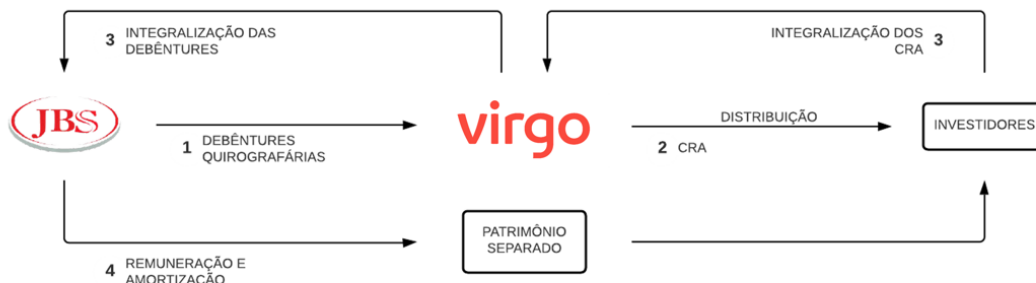 3 INTEGRALIZAÇÃO DAS
DEBÊNTURES
INTEGRALIZAÇÃO DOS 3
CRA
JBS
virgo
DISTRIBUIÇÃO
INVESTIDORES
1 DEBÊNTURES
QUIROGRAFÁRIAS
2 CRA
PATRIMÔNIO
SEPARADO
4 REMUNERAÇÃO E
AMORTIZAÇÃO